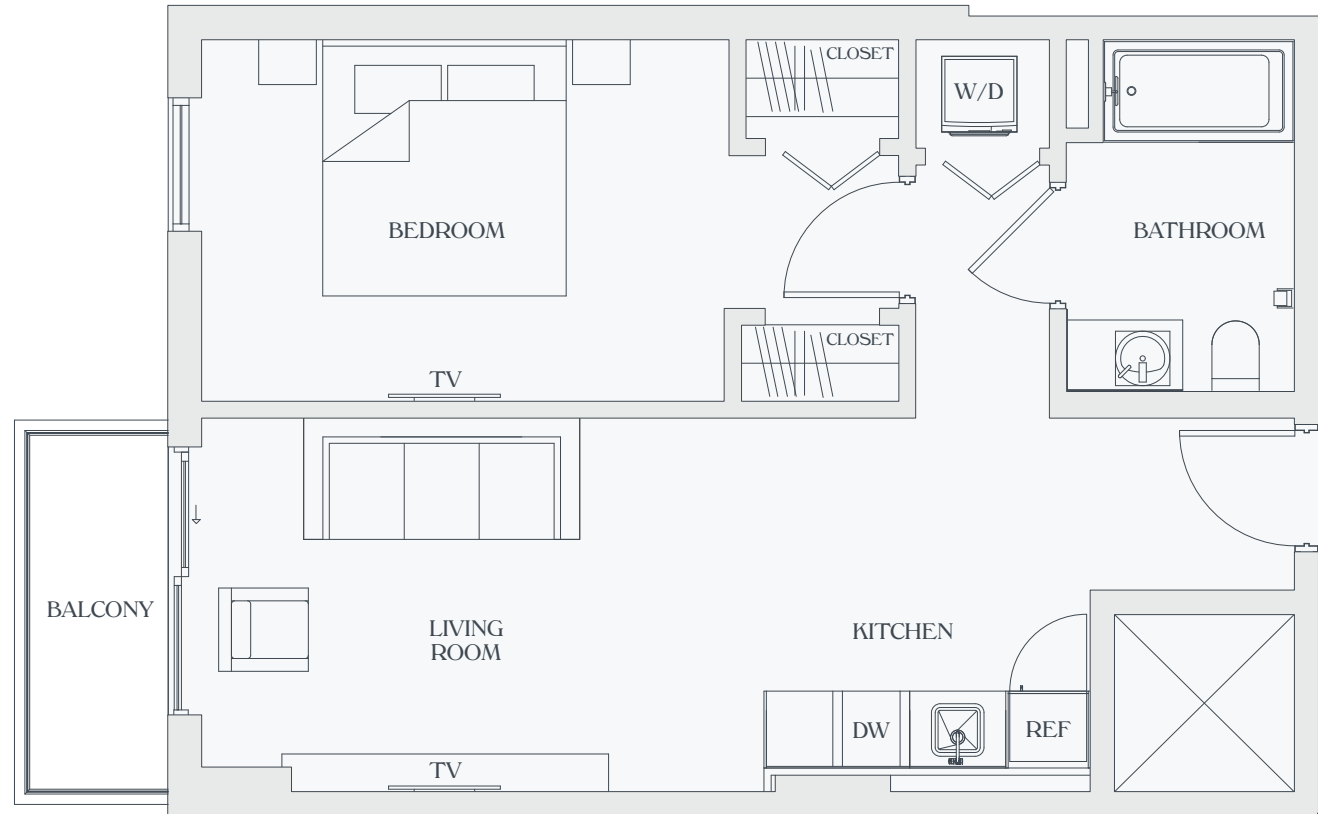 CLOSET
W/D
BEDROOM
BATHROOM
CLOSET
TV
BALCONY
LIVING
ROOM
KITCHEN
DW
REF
TV